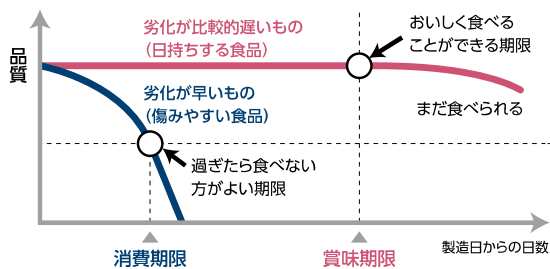 劣化が比較的遅いもの
（日持ちする食品）
おいしく食べる
ことができる期限
品質
劣化が早いもの
（傷みやすい食品）
まだ食べられる
過ぎたら食べない
方がよい期限
消費期限
賞味期限
製造日からの日数